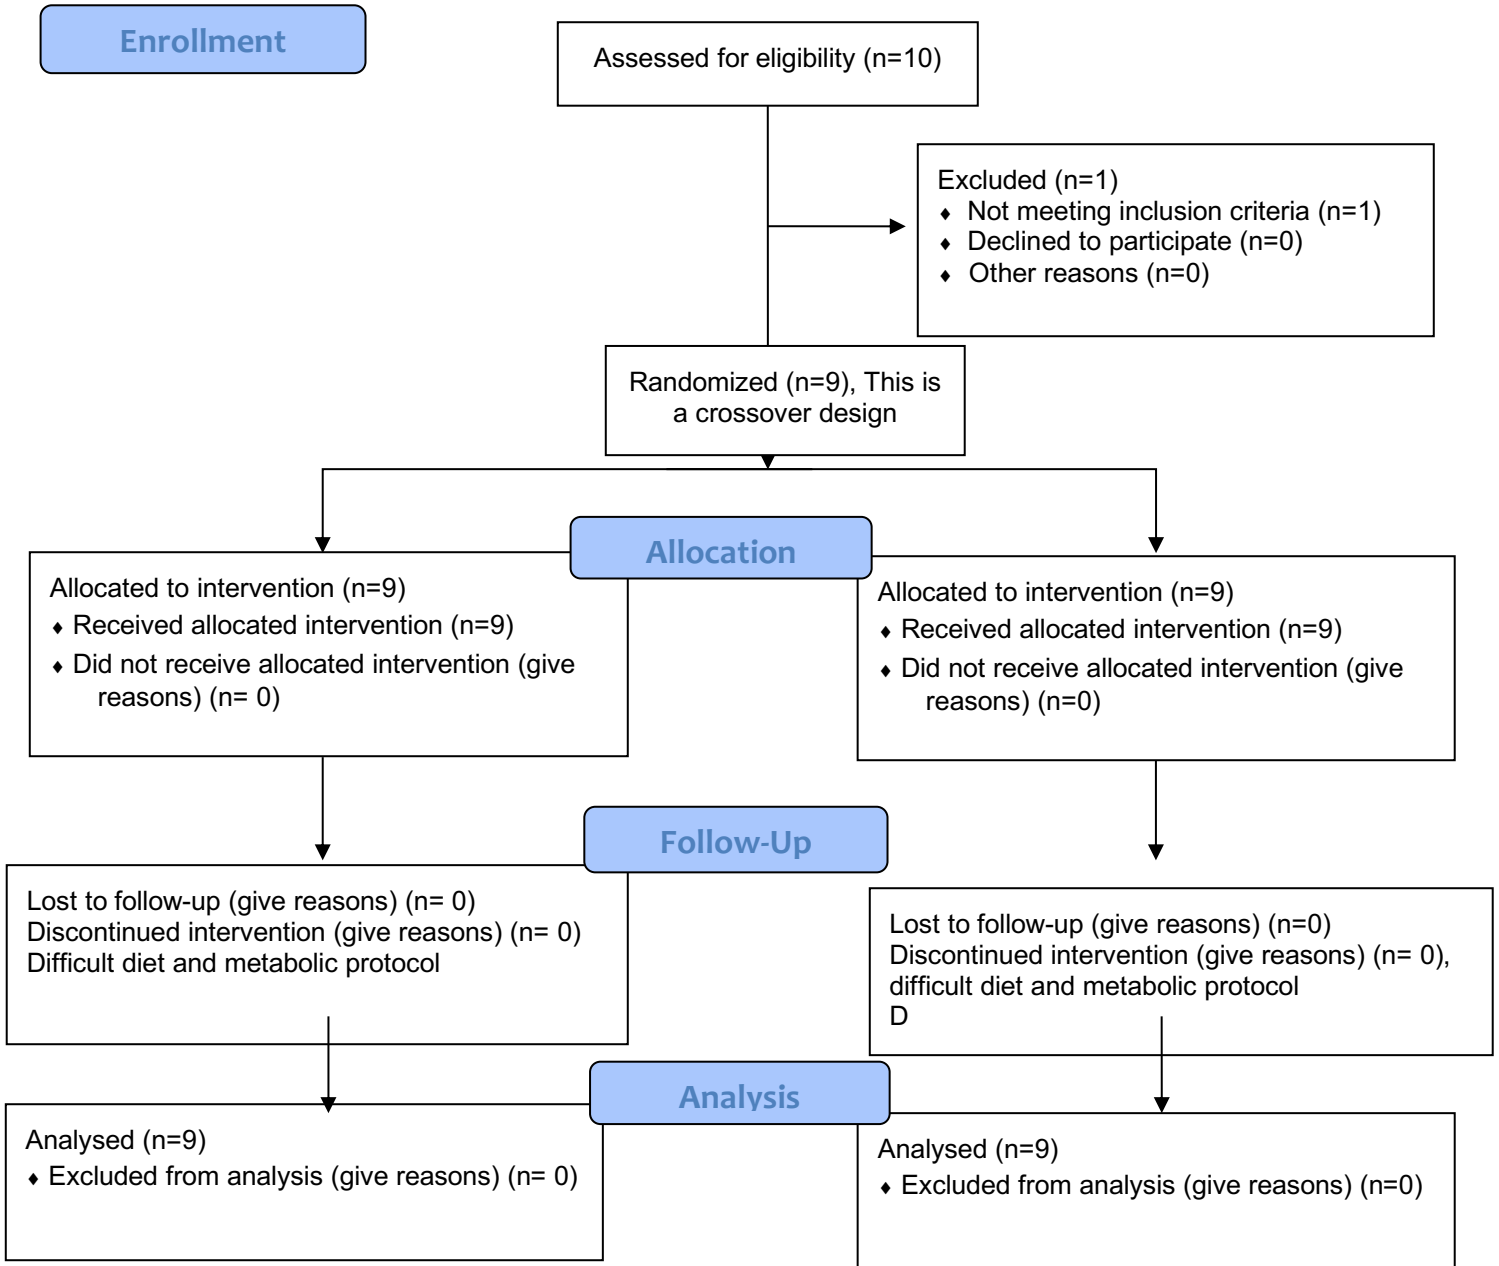 Enrollment
Assessed for eligibility (n=10)
Excluded (n=1)
⬧ Not meeting inclusion criteria (n=1)
⬧ Declined to participate (n=0)
⬧ Other reasons (n=0)
Randomized (n=9), This is
a crossover design
Allocation
Allocated to intervention (n=9)
⬧ Received allocated intervention (n=9)
⬧ Did not receive allocated intervention (give
reasons) (n= 0)
Allocated to intervention (n=9)
⬧ Received allocated intervention (n=9)
⬧ Did not receive allocated intervention (give
reasons) (n=0)
Follow-Up
Lost to follow-up (give reasons) (n= 0)
Discontinued intervention (give reasons) (n= 0)
Difficult diet and metabolic protocol
Lost to follow-up (give reasons) (n=0)
Discontinued intervention (give reasons) (n= 0),
difficult diet and metabolic protocol
D
Analysis
Analysed (n=9)
⬧ Excluded from analysis (give reasons) (n= 0)
Analysed (n=9)
⬧ Excluded from analysis (give reasons) (n=0)